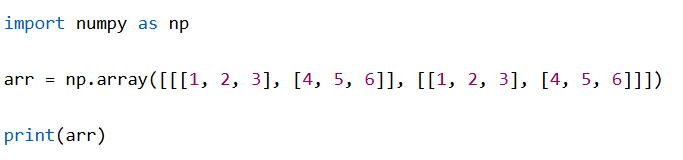 import numpy as np
arr = np.array([[[1, 2, 3], [4, 5, 6]], [[1, 2, 3], [4, 5, 6]]])
print(arr)